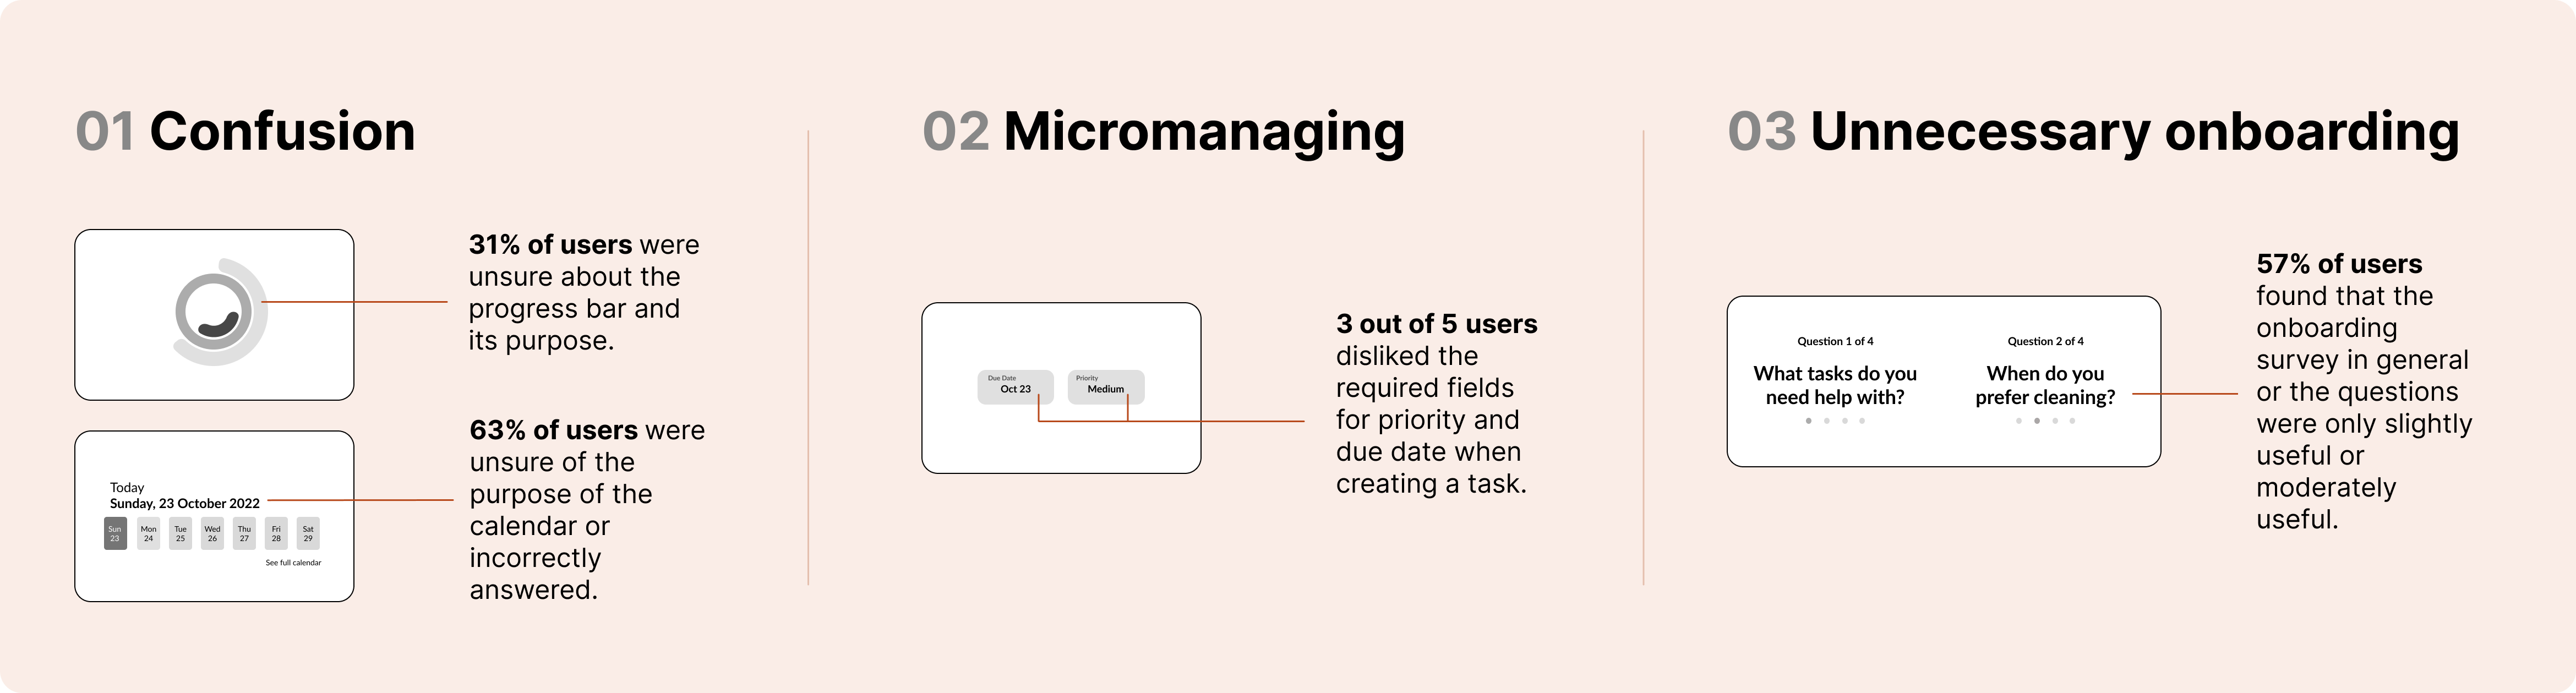 01 Confusion
31% of users were
unsure about the
progress bar and
its purpose.
Today
Sunday, 23 October 2022
Sun Mon Tue Wed Thu Fri Sat
23 24 25 26 27 28 29
See full calendar
63% of users were
unsure of the
purpose of the
calendar or
incorrectly
answered.
02 Micromanaging
Due Date
Oct 23
Priority
Medium
3 out of 5 users
disliked the
required fields
for priority and
due date when
creating a task.
03 Unnecessary onboarding
Question 1 of 4
What tasks do you
need help with?
Question 2 of 4
When do you
prefer cleaning?
57% of users
found that the
onboarding
survey in general
or the questions
were only slightly
useful or
moderately
useful.